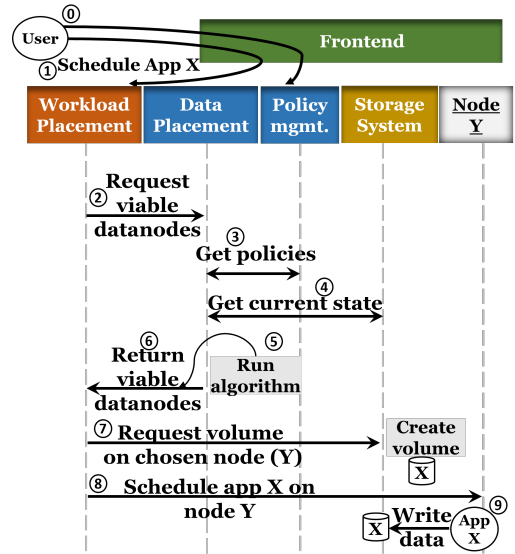 ⓪
User
Frontend
① Schedule App X
Workload
Placement
Data
Placement
Policy
mgmt.
Storage
System
Node
Y
② Request
viable
datanodes
③
Get policies
④
Get current state
⑥
Return
viable
datanodes
⑤
Run
algorithm
⑦ Request volume
on chosen node (Y)
Create
volume
X
⑧ Schedule app X on
node Y
⑨
App
X
Write
data
X